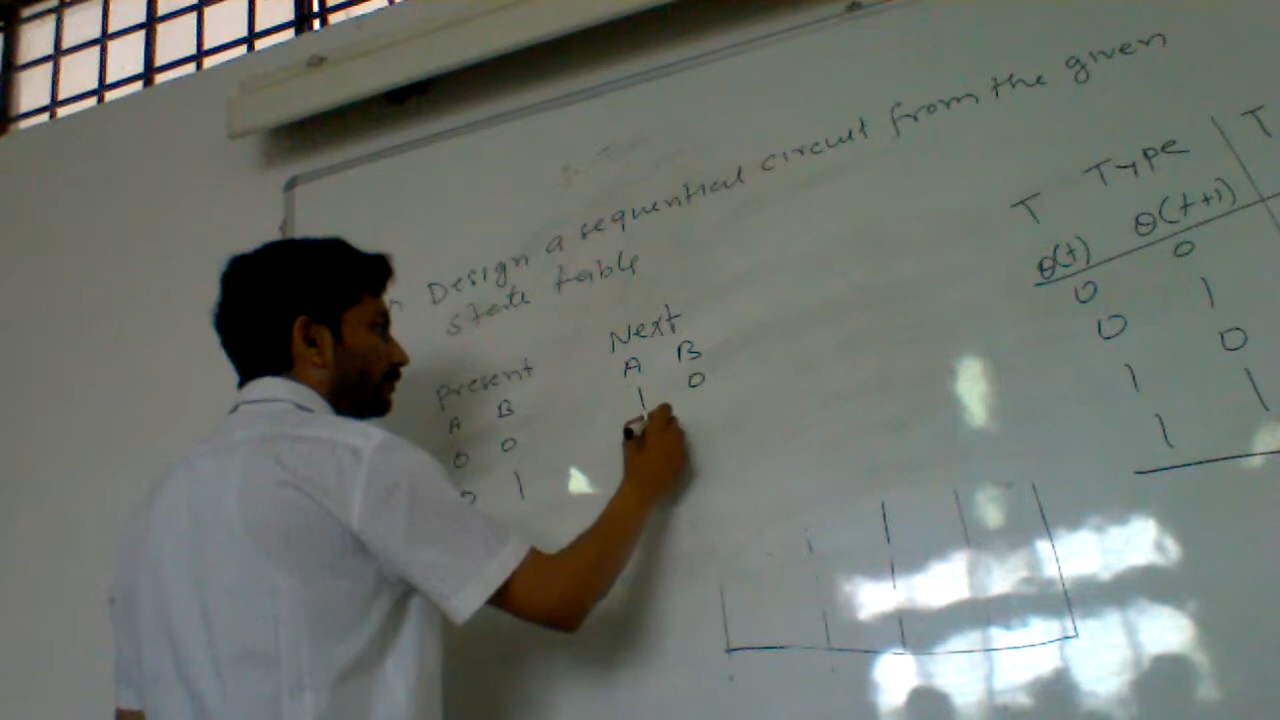 Design a sequential circuit from the given
state table
present Next
A B A B
0 0 1 0
0 1
T Type
Q(t) Q(t+1) T
0 0
0 1
1 0
1 1